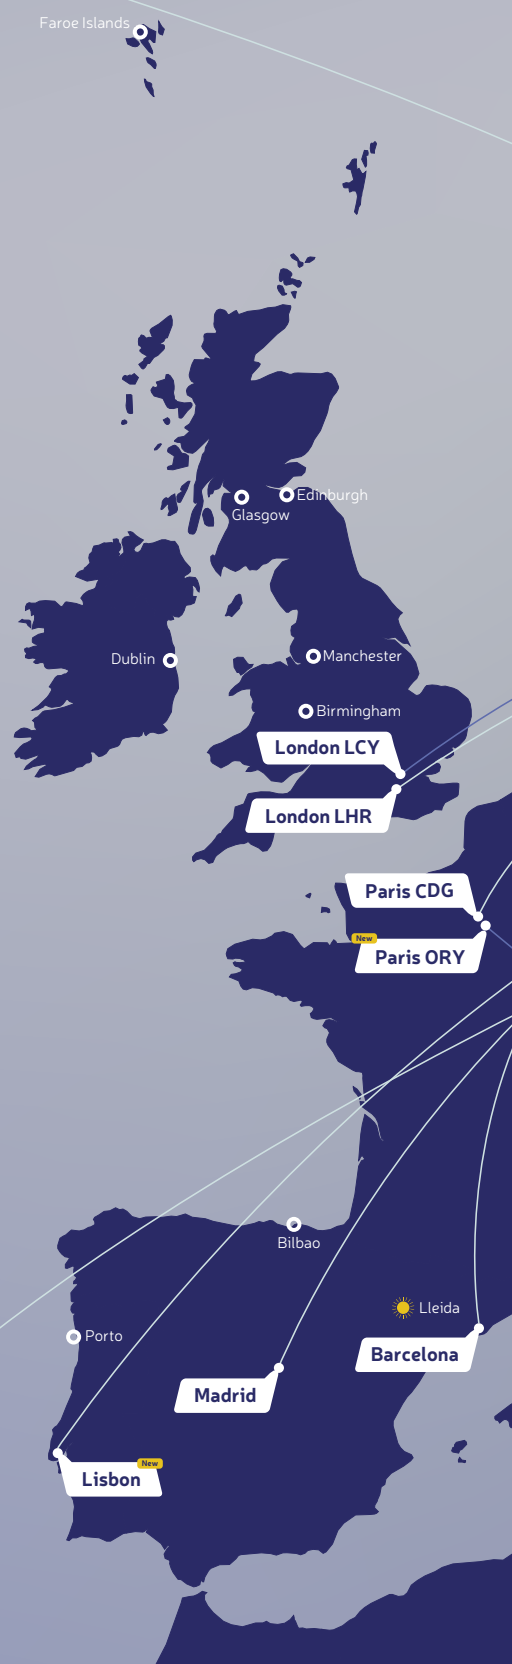 Faroe Islands
Edinburgh
Glasgow
Dublin
Manchester
Birmingham
London LCY
London LHR
Paris CDG
New
Paris ORY
Bilbao
Lleida
Porto
Barcelona
Madrid
New
Lisbon